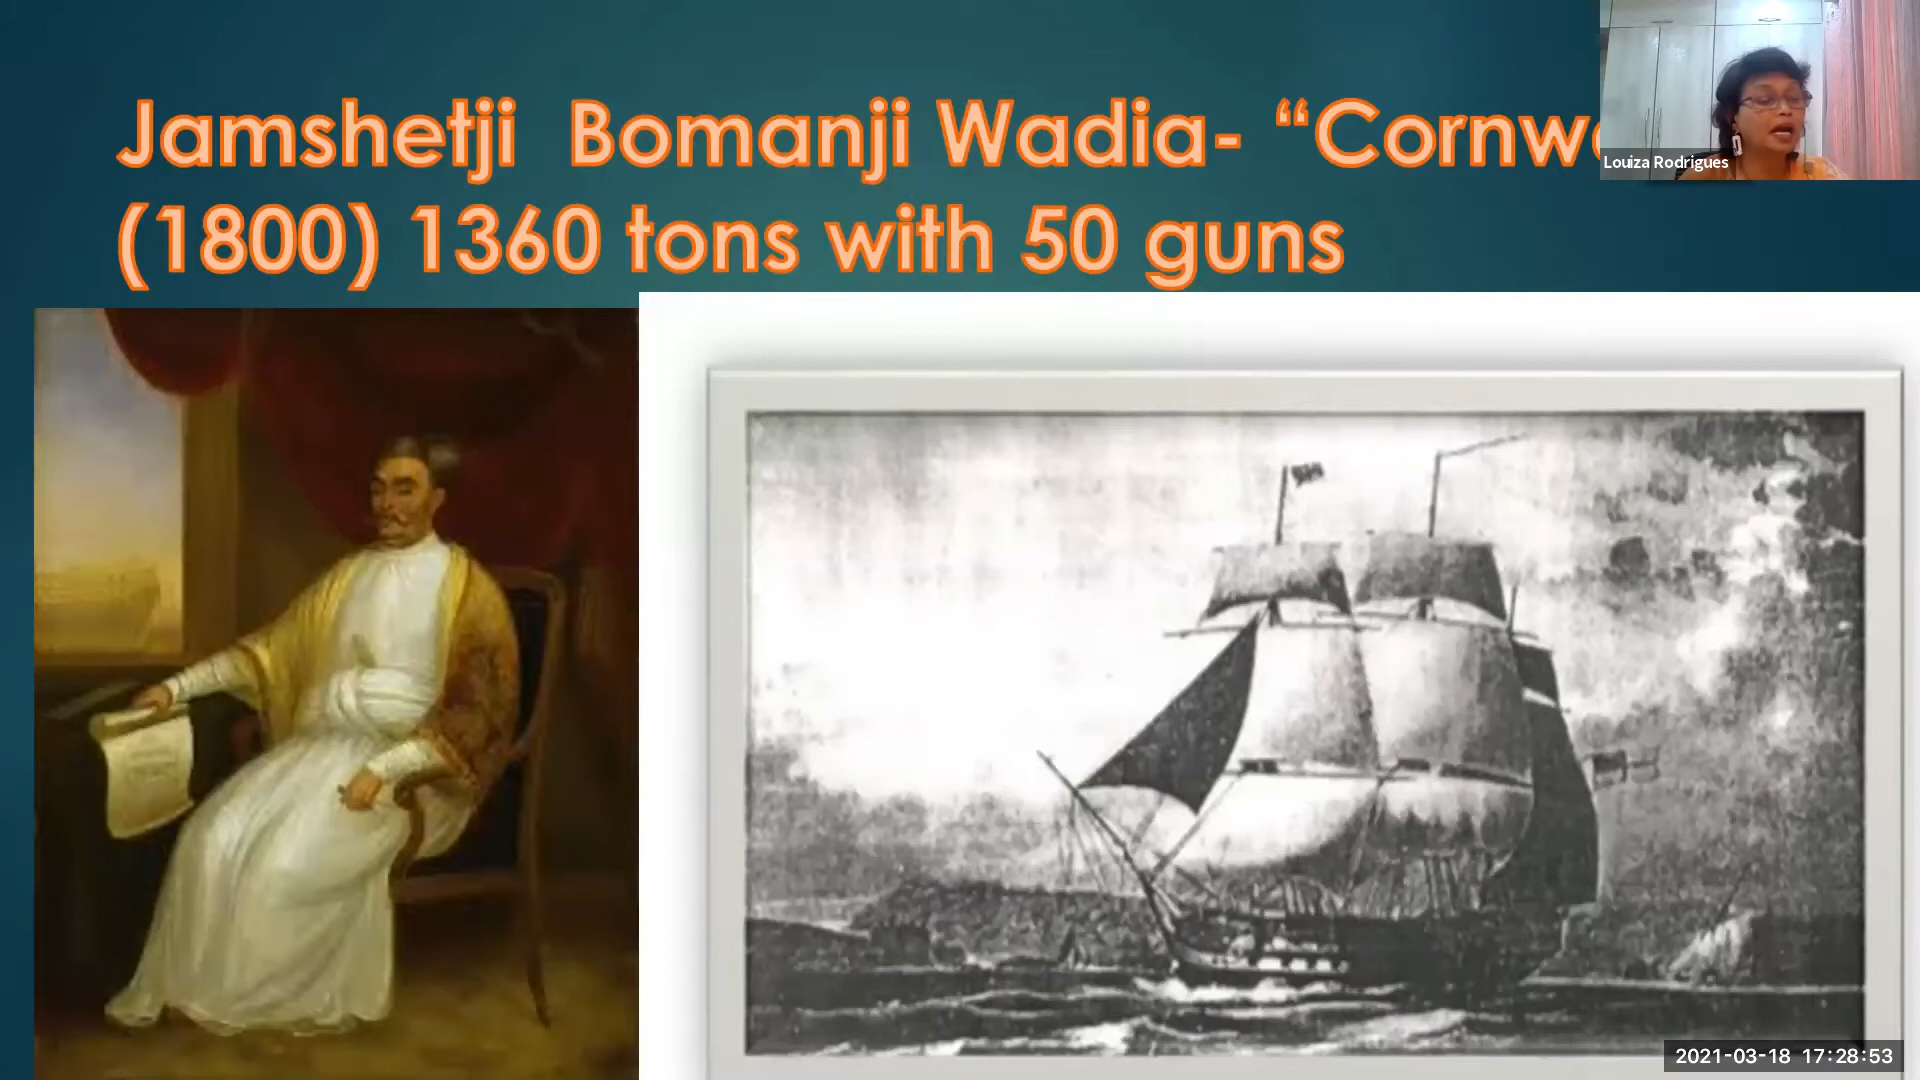 Jamshetji Bomanji Wadia- “Cornw
(1800) 1360 tons with 50 guns
Louiza Rodrigues
2021-03-18 17:28:53